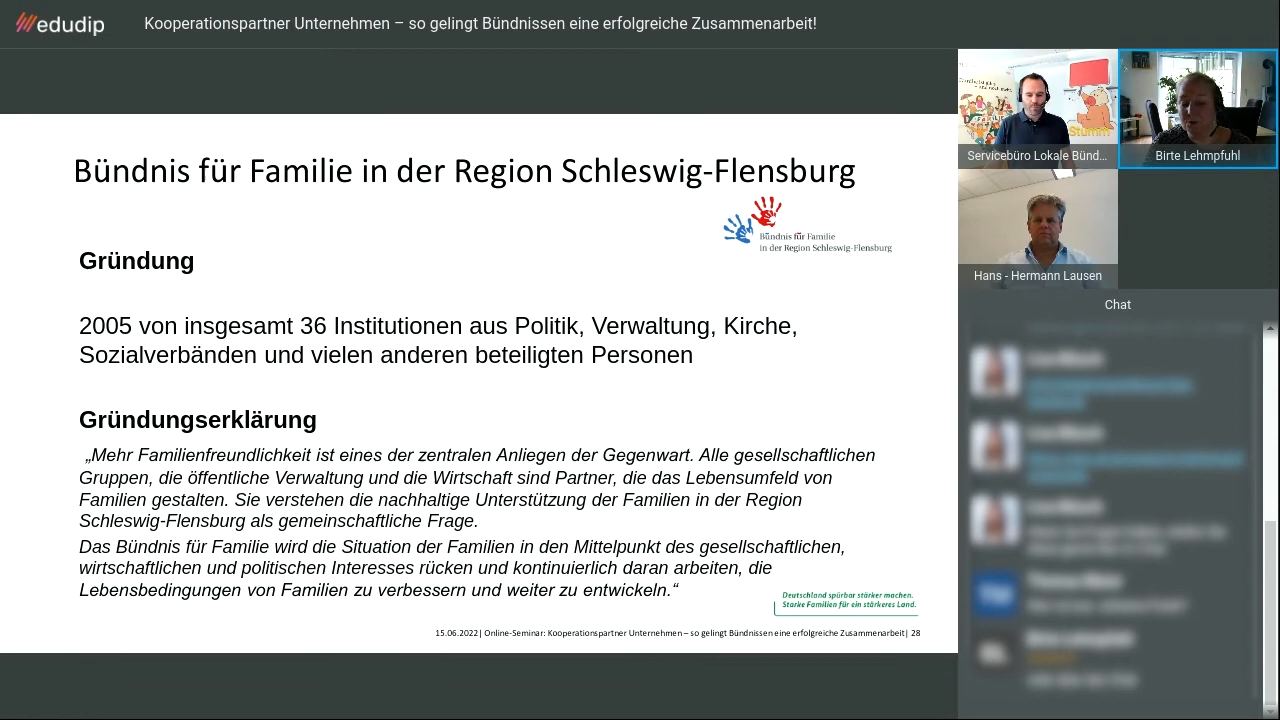 edudip
Kooperationspartner Unternehmen – so gelingt Bündnissen eine erfolgreiche Zusammenarbeit!
Bündnis für Familie in der Region Schleswig-Flensburg
Bündnis für Familie
in der Region Schleswig-Flensburg
Gründung
2005 von insgesamt 36 Institutionen aus Politik, Verwaltung, Kirche,
Sozialverbänden und vielen anderen beteiligten Personen
Gründungserklärung
„Mehr Familienfreundlichkeit ist eines der zentralen Anliegen der Gegenwart. Alle gesellschaftlichen
Gruppen, die öffentliche Verwaltung und die Wirtschaft sind Partner, die das Lebensumfeld von
Familien gestalten. Sie verstehen die nachhaltige Unterstützung der Familien in der Region
Schleswig-Flensburg als gemeinschaftliche Frage.
Das Bündnis für Familie wird die Situation der Familien in den Mittelpunkt des gesellschaftlichen,
wirtschaftlichen und politischen Interesses rücken und kontinuierlich daran arbeiten, die
Lebensbedingungen von Familien zu verbessern und weiter zu entwickeln.“
Deutschland spürbar stärker machen.
Starke Familien für ein stärkeres Land.
15.06.2022| Online-Seminar: Kooperationspartner Unternehmen – so gelingt Bündnissen eine erfolgreiche Zusammenarbeit| 28
Stumm
Servicebüro Lokale Bünd...
Birte Lehmpfuhl
Hans - Hermann Lausen
Chat